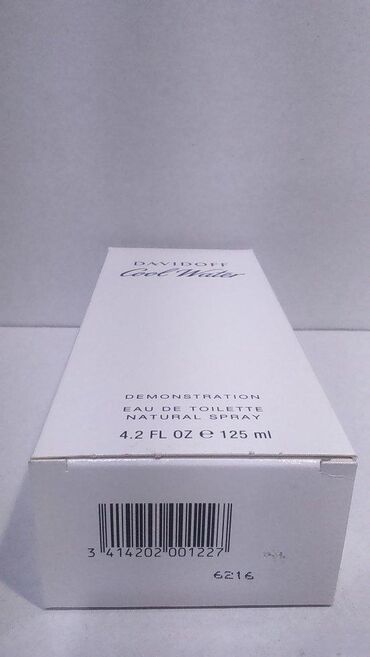 DAVIDOFF
Cool Water
DEMONSTRATION
EAU DE TOILETTE
NATURAL SPRAY
4.2 FL OZ ℮ 125 ml
3 414202 001227
6216